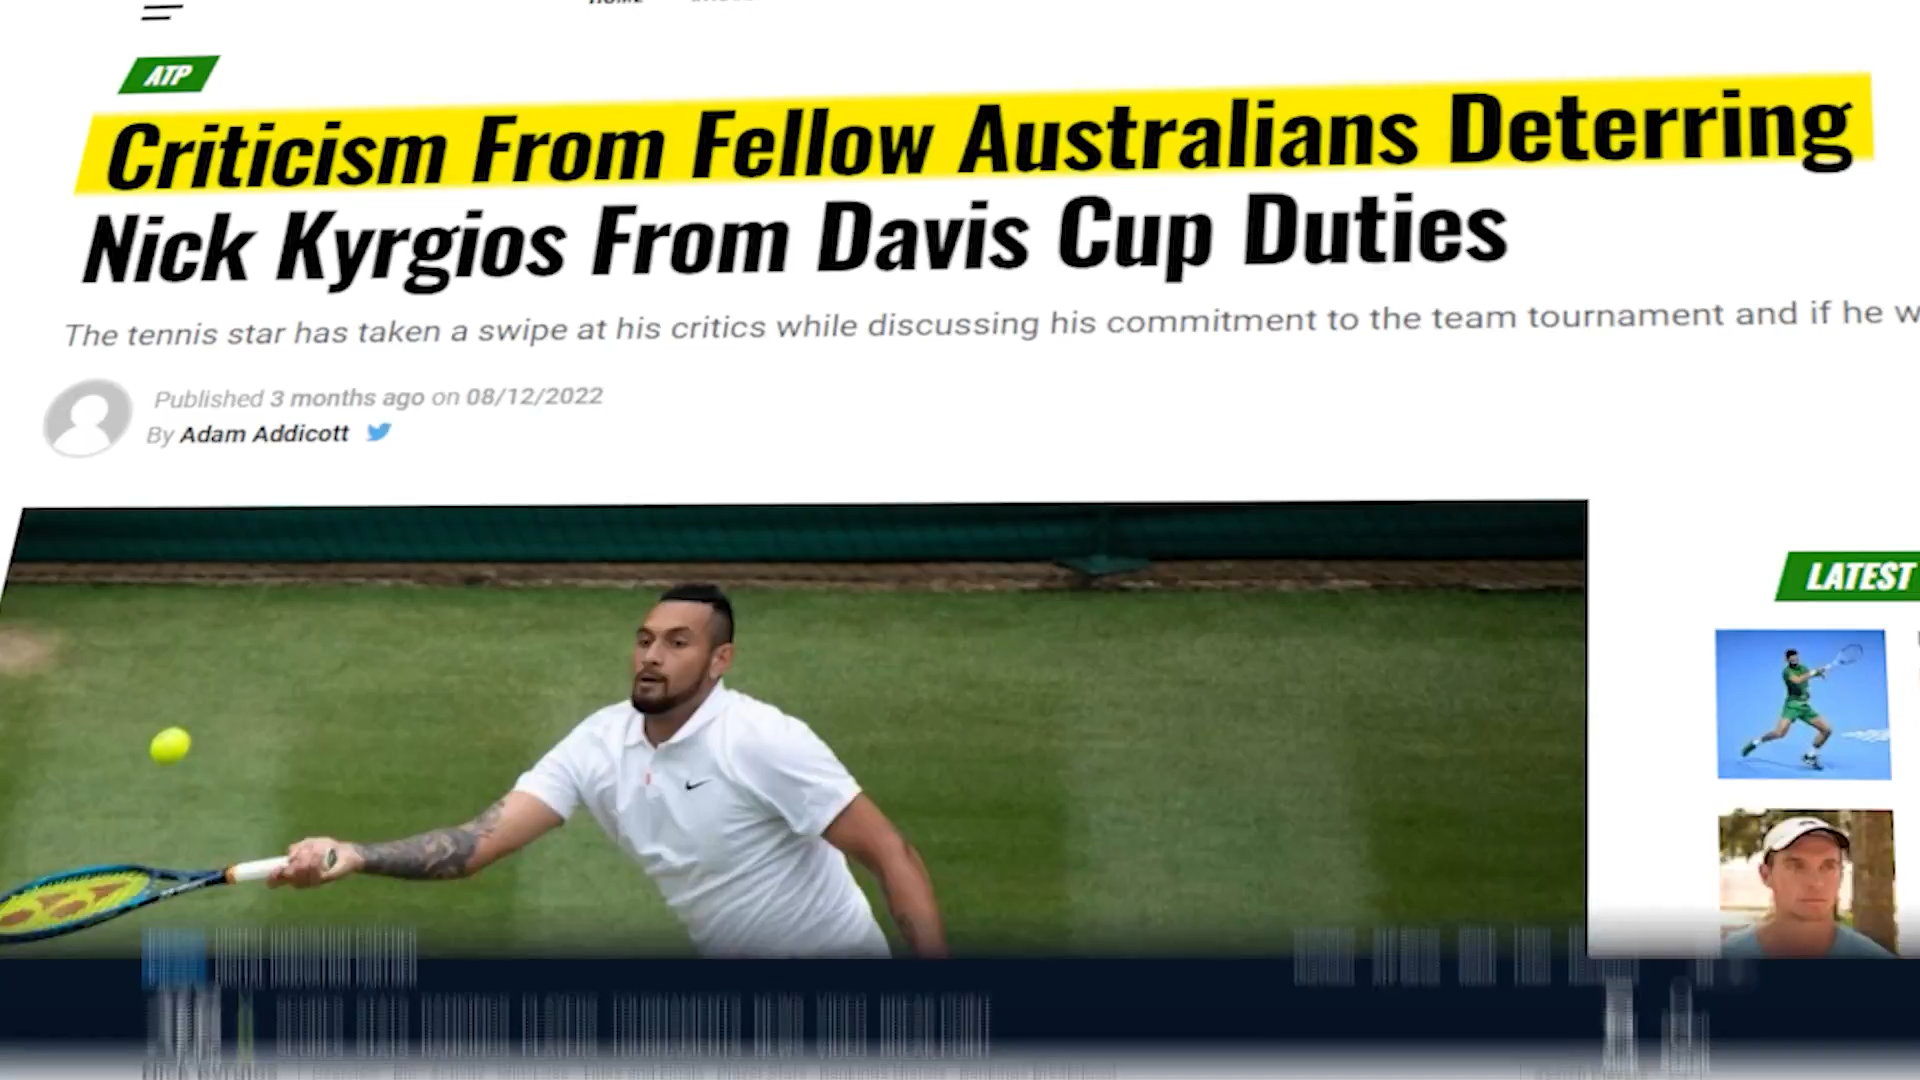 ATP
Criticism From Fellow Australians Deterring
Nick Kyrgios From Davis Cup Duties
The tennis star has taken a swipe at his critics while discussing his commitment to the team tournament and if he w
Published 3 months ago on 08/12/2022
By Adam Addicott
LATEST